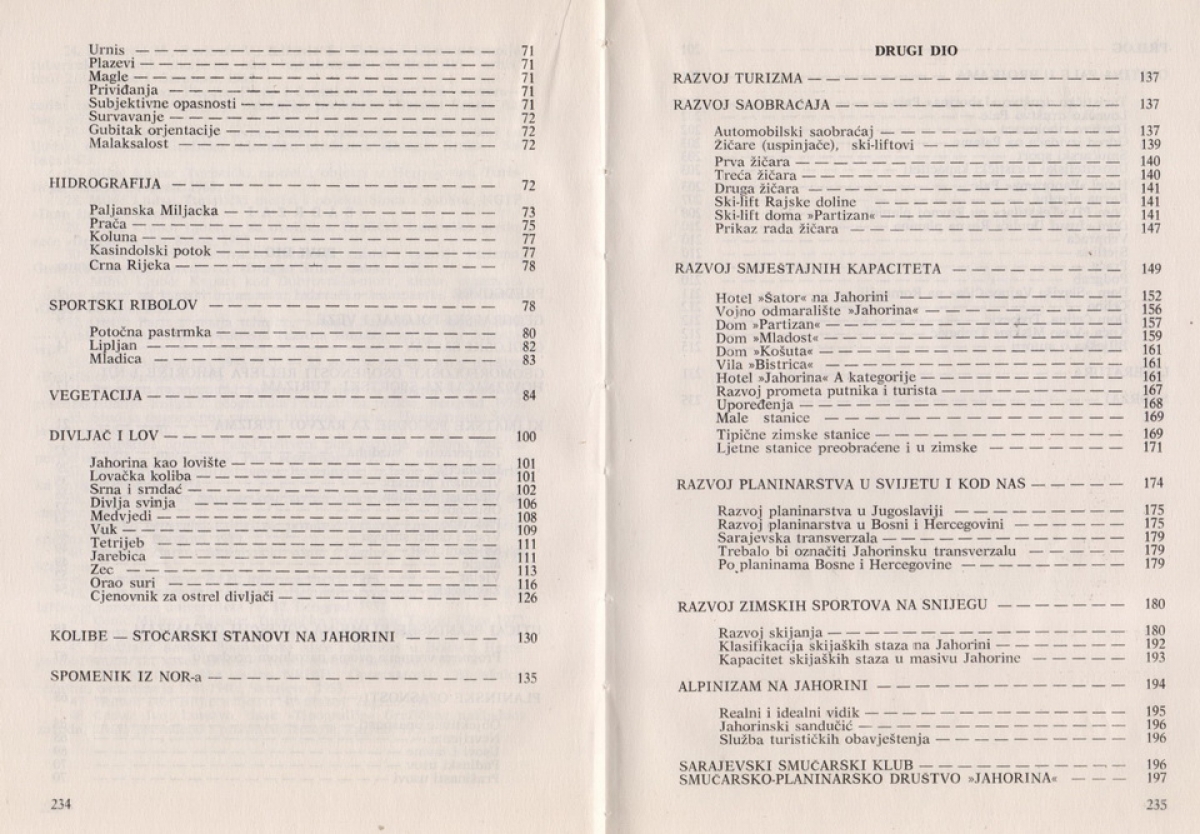 Urnis — 71
Plazevi — 71
Magle — 71
Priviđanja — 71
Subjektivne opasnosti — 71
Survavanje — 72
Gubitak orjentacije — 72
Malaksalost — 72
HIDROGRAFIJA — 72
Paljanska Miljacka — 73
Prača — 75
Koluna — 77
Kasindolski potok — 77
Crna Rijeka — 78
SPORTSKI RIBOLOV — 78
Potočna pastrmka — 80
Lipljan — 82
Mladica — 83
VEGETACIJA — 84
DIVLJAČ I LOV — 100
Jahorina kao lovište — 101
Lovačka koliba — 101
Srna i srndać — 102
Divlja svinja — 106
Medvjedi — 108
Vuk — 109
Tetrijeb — 111
Jarebica — 111
Zec — 113
Orao suri — 116
Cjenovnik za ostrel divljači — 126
KOLIBE — STOČARSKI STANOVI NA JAHORINI — 130
SPOMENIK IZ NOR-a — 135
234
DRUGI DIO
RAZVOJ TURIZMA — 137
RAZVOJ SAOBRAĆAJA — 137
Automobilski saobraćaj — 137
Žičare (uspinjače), ski-liftovi — 139
Prva žičara — 140
Treća žičara — 140
Druga žičara — 141
Ski-lift Rajske doline — 141
Ski-lift doma »Partizan« — 141
Prikaz rada žičara — 147
RAZVOJ SMJEŠTAJNIH KAPACITETA — 149
Hotel »Šator« na Jahorini — 152
Vojno odmaralište »Jahorina« — 156
Dom »Partizan« — 157
Dom »Mladost« — 159
Dom »Košuta« — 161
Vila »Bistrica« — 161
Hotel »Jahorina« A kategorije — 161
Razvoj prometa putnika i turista — 167
Upoređenja — 168
Male stanice — 169
Tipične zimske stanice — 169
Ljetne stanice preobraćene i u zimske — 171
RAZVOJ PLANINARSTVA U SVIJETU I KOD NAS — 174
Razvoj planinarstva u Jugoslaviji — 175
Razvoj planinarstva u Bosni i Hercegovini — 175
Sarajevska transverzala — 179
Trebalo bi označiti Jahorinsku transverzalu — 179
Po planinama Bosne i Hercegovine — 179
RAZVOJ ZIMSKIH SPORTOVA NA SNIJEGU — 180
Razvoj skijanja — 180
Klasifikacija skijaških staza na Jahorini — 192
Kapacitet skijaških staza u masivu Jahorine — 193
ALPINIZAM NA JAHORINI — 194
Realni i idealni vidik — 195
Jahorinski sandučić — 196
Služba turističkih obavještenja — 196
SARAJEVSKI SMUČARSKI KLUB — 196
SMUČARSKO-PLANINARSKO DRUŠTVO »JAHORINA« — 197
235